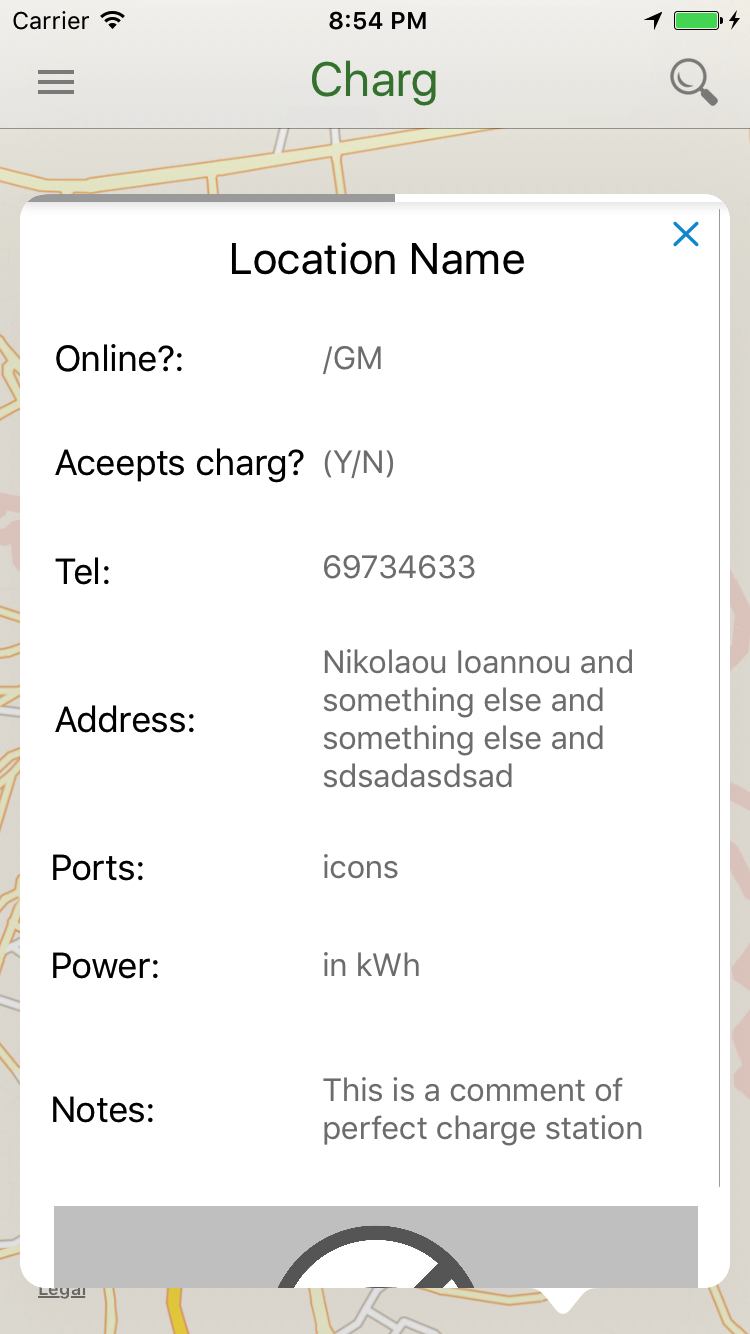 Carrier 8:54 PM
Charg
Location Name
Online?: /GM
Aceepts charg? (Y/N)
Tel: 69734633
Address: Nikolaou Ioannou and
something else and
something else and
sdsadasdsad
Ports: icons
Power: in kWh
Notes: This is a comment of
perfect charge station
Legal